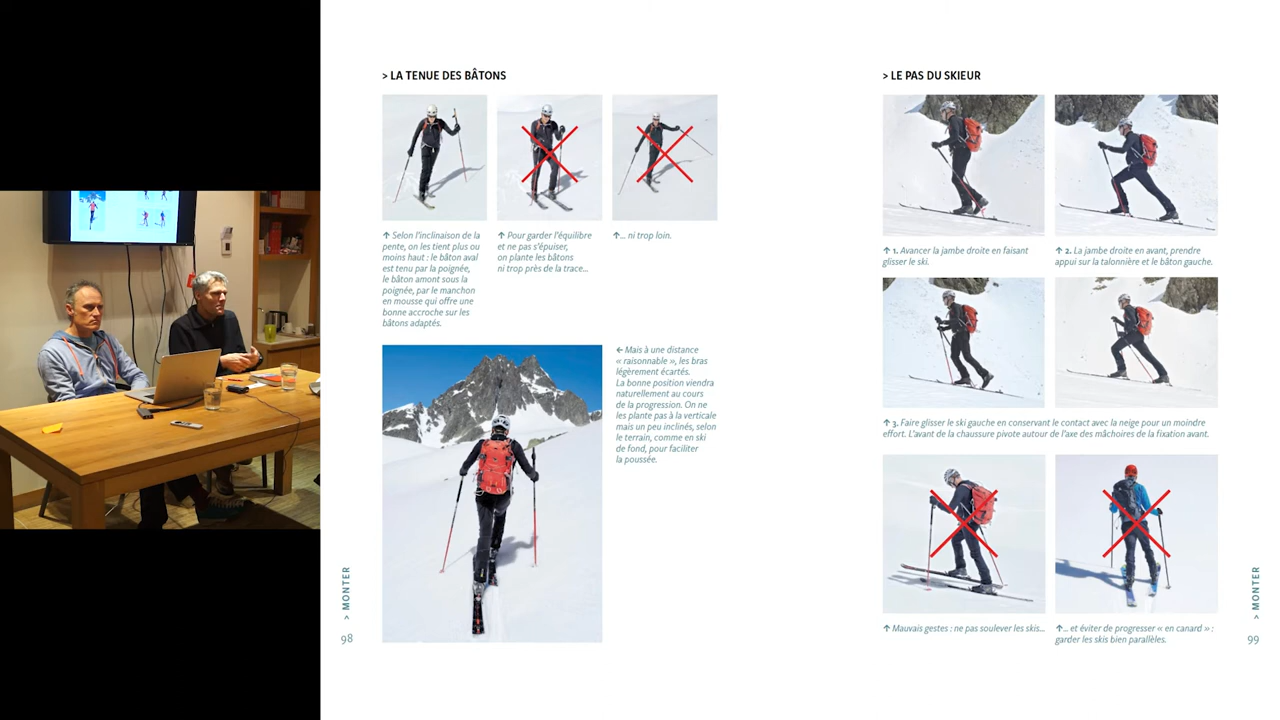 > LA TENUE DES BÂTONS
↑ Selon l'inclinaison de la
pente, on les tient plus ou
moins haut : le bâton aval
est tenu par la poignée,
le bâton amont sous la
poignée, par le manchon
en mousse qui offre une
bonne accroche sur les
bâtons adaptés.
↑ Pour garder l'équilibre
et ne pas s'épuiser,
on plante les bâtons
ni trop près de la trace...
↑... ni trop loin.
← Mais à une distance
« raisonnable », les bras
légèrement écartés.
La bonne position viendra
naturellement au cours
de la progression. On ne
les plante pas à la verticale
mais un peu inclinés, selon
le terrain, comme en ski
de fond, pour faciliter
la poussée.
> MONTER
98
> LE PAS DU SKIEUR
↑ 1. Avancer la jambe droite en faisant
glisser le ski.
↑ 2. La jambe droite en avant, prendre
appui sur la talonnière et le bâton gauche.
↑ 3. Faire glisser le ski gauche en conservant le contact avec la neige pour un moindre
effort. L'avant de la chaussure pivote autour de l'axe des mâchoires de la fixation avant.
↑ Mauvais gestes : ne pas soulever les skis...
↑... et éviter de progresser « en canard » :
garder les skis bien parallèles.
> MONTER
99